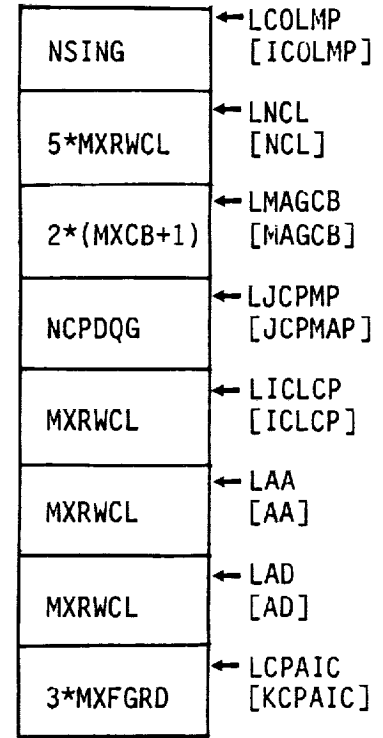 ←LCOLMP
NSING [ICOLMP]
←LNCL
5*MXRWCL [NCL]
←LMAGCB
2*(MXCB+1) [MAGCB]
←LJCPMP
NCPDQG [JCPMAP]
←LICLCP
MXRWCL [ICLCP]
←LAA
MXRWCL [AA]
←LAD
MXRWCL [AD]
←LCPAIC
3*MXFGRD [KCPAIC]